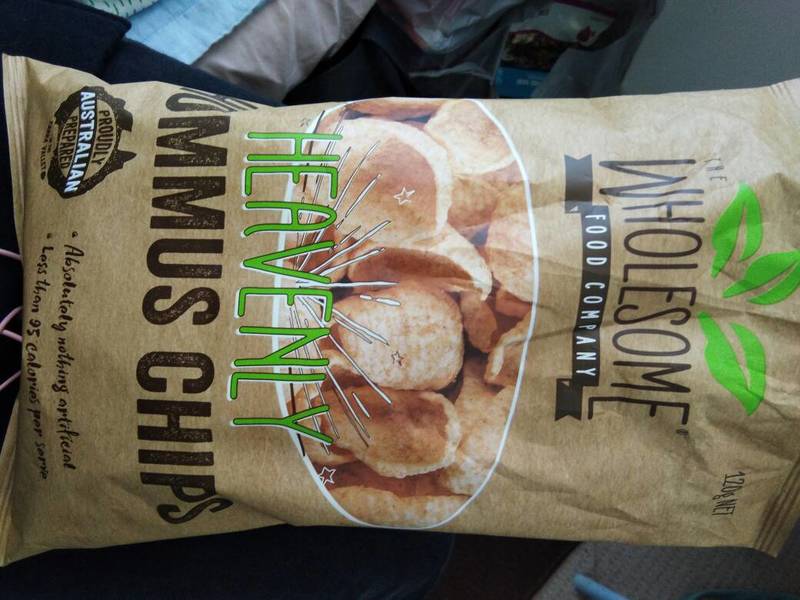 THE
WHOLESOME
FOOD COMPANY
120g NET
HEAVENLY
UMMUS CHIPS
Absolutely nothing artificial
Less than 95 calories per serve
PROUDLY
AUSTRALIAN
PREPARED